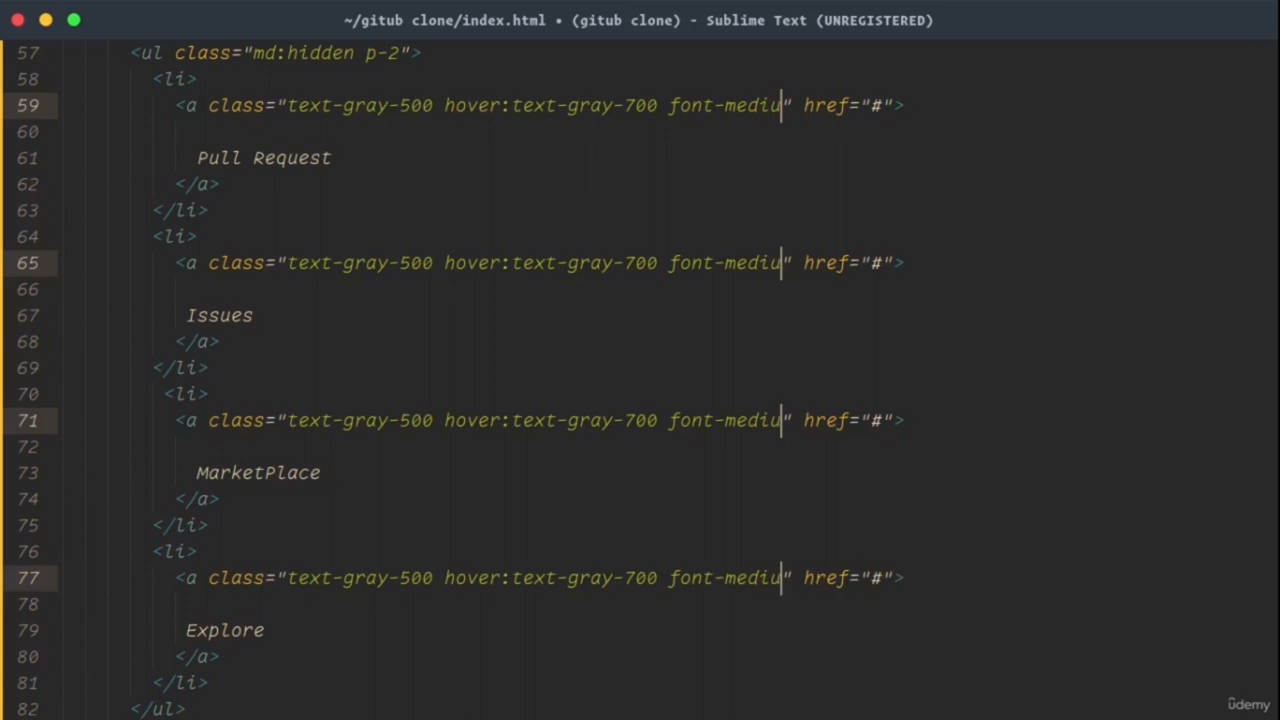 ~/gitub clone/index.html • (gitub clone) - Sublime Text (UNREGISTERED)
57 <ul class="md:hidden p-2">
58 <li>
59 <a class="text-gray-500 hover:text-gray-700 font-mediu" href="#">
60
61 Pull Request
62 </a>
63 </li>
64 <li>
65 <a class="text-gray-500 hover:text-gray-700 font-mediu" href="#">
66
67 Issues
68 </a>
69 </li>
70 <li>
71 <a class="text-gray-500 hover:text-gray-700 font-mediu" href="#">
72
73 MarketPlace
74 </a>
75 </li>
76 <li>
77 <a class="text-gray-500 hover:text-gray-700 font-mediu" href="#">
78
79 Explore
80 </a>
81 </li>
82 </ul>
ûdemy